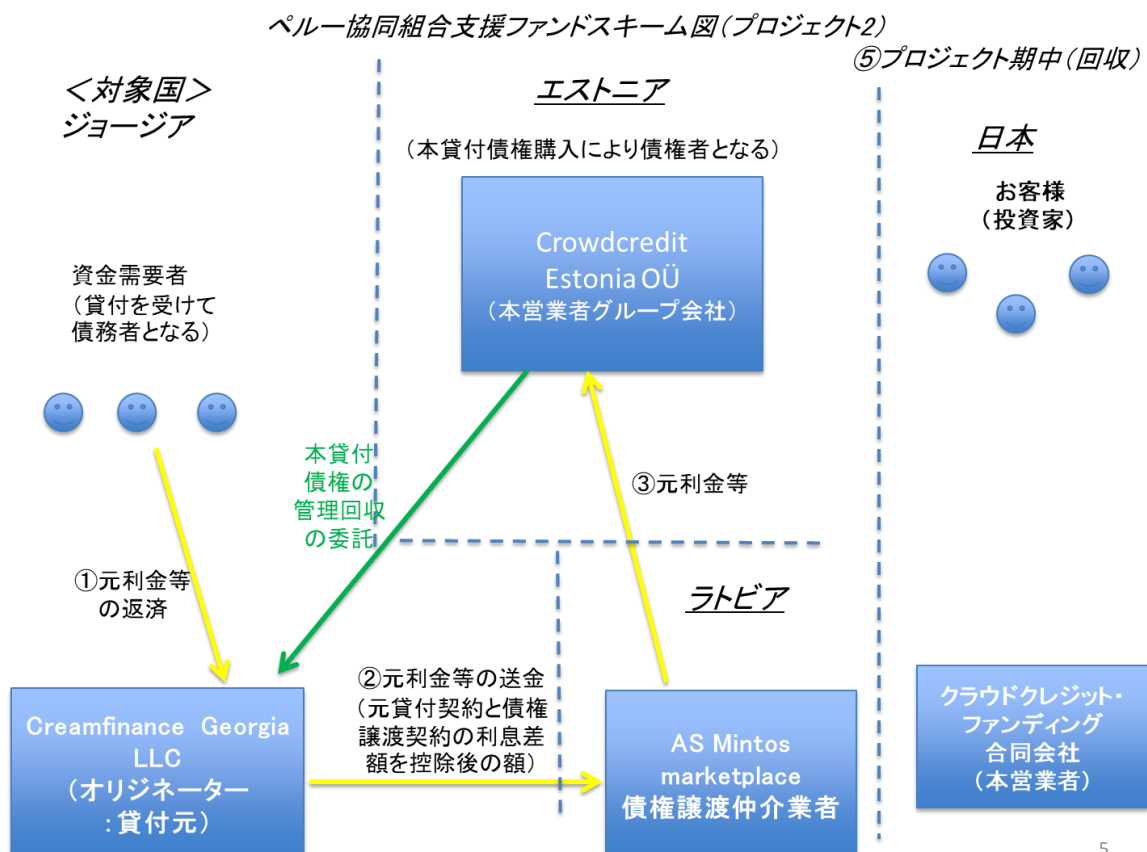 ペルー協同組合支援ファンドスキーム図（プロジェクト2）
⑤プロジェクト期中（回収）
＜対象国＞
ジョージア
エストニア
（本貸付債権購入により債権者となる）
日本
お客様
（投資家）
Crowdcredit
Estonia OÜ
（本営業者グループ会社）
資金需要者
（貸付を受けて
債務者となる）
本貸付
債権の
管理回収
の委託
③元利金等
①元利金等
の返済
ラトビア
②元利金等の送金
（元貸付契約と債権
譲渡契約の利息差
額を控除後の額）
Creamfinance Georgia
LLC
（オリジネーター
：貸付元）
AS Mintos
marketplace
債権譲渡仲介業者
クラウドクレジット・
ファンディング
合同会社
（本営業者）
5